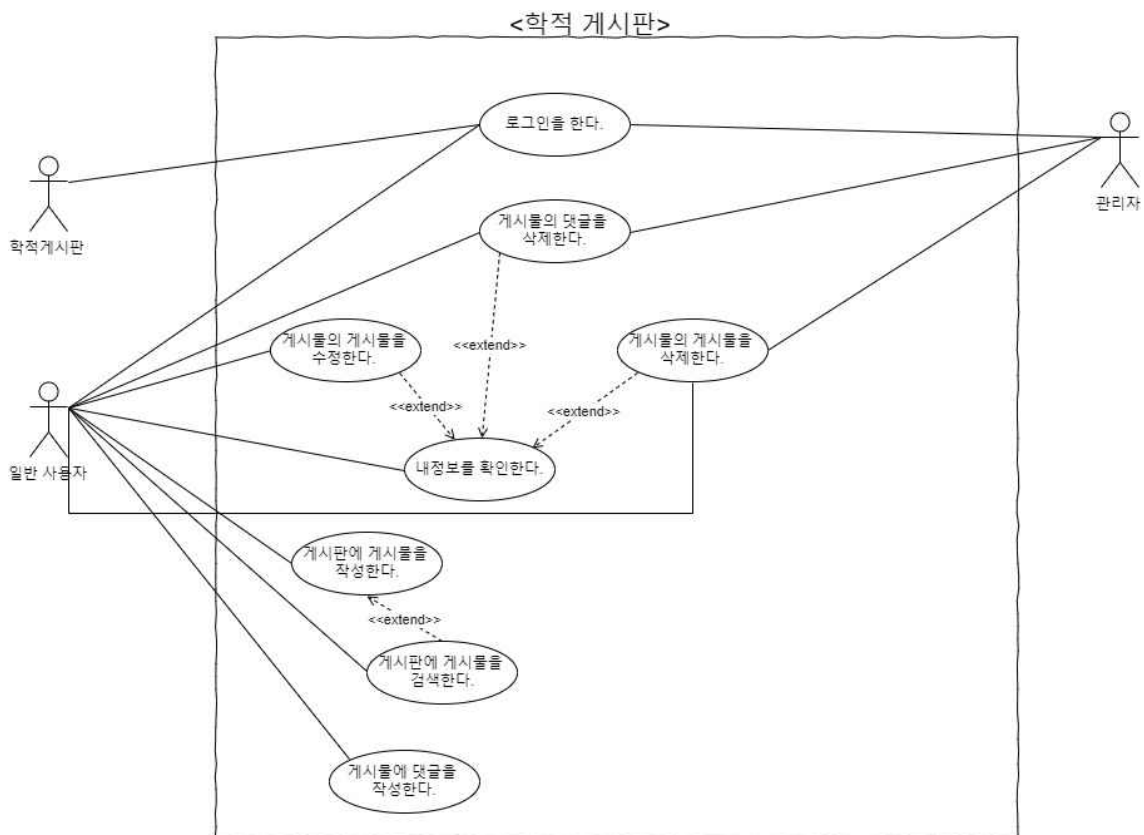 <학적 게시판>
로그인을 한다.
학적게시판
관리자
게시물의 댓글을
삭제한다.
게시물의 게시물을
수정한다.
<<extend>>
게시물의 게시물을
삭제한다.
<<extend>>
<<extend>>
일반 사용자
내정보를 확인한다.
게시판에 게시물을
작성한다.
<<extend>>
게시판에 게시물을
검색한다.
게시물에 댓글을
작성한다.